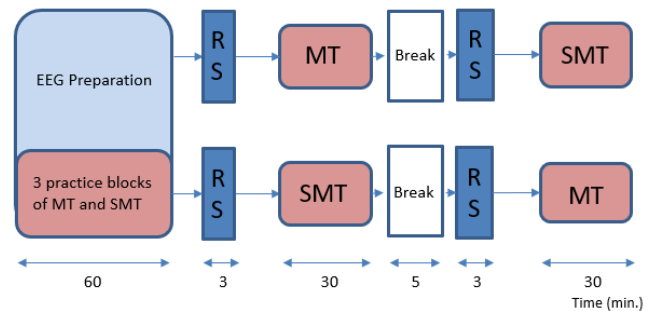 EEG Preparation
3 practice blocks
of MT and SMT
R
S
MT
Break
R
S
SMT
R
S
SMT
Break
R
S
MT
60
3
30
5
3
30
Time (min.)